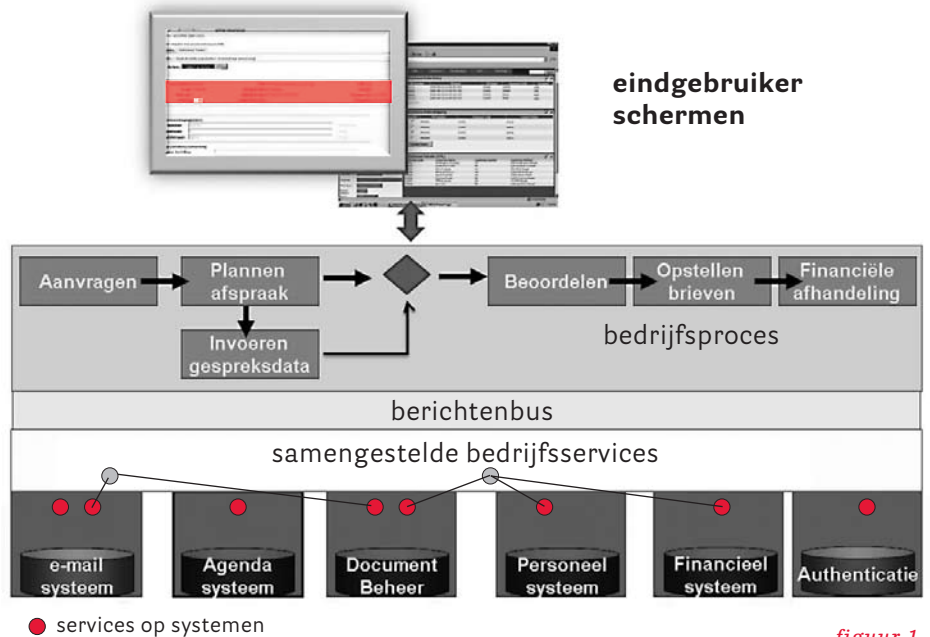 eindgebruiker
schermen
Aanvragen
Plannen
afspraak
Invoeren
gespreksdata
Beoordelen
Opstellen
brieven
Financiële
afhandeling
bedrijfsproces
berichtenbus
samengestelde bedrijfsservices
e-mail
systeem
Agenda
systeem
Document
Beheer
Personeel
systeem
Financieel
systeem
Authenticatie
services op systemen
figuur 1